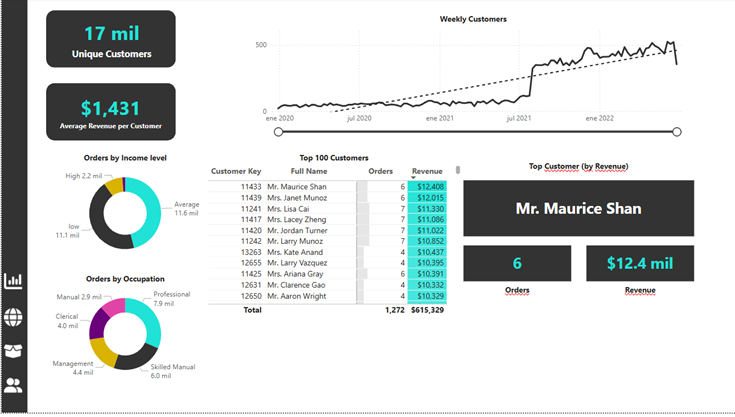 17 mil
Unique Customers
$1,431
Average Revenue per Customer
Weekly Customers
500
0
ene 2020
jul 2020
ene 2021
jul 2021
ene 2022
Orders by Income level
High 2.2 mil
Average
11.6 mil
low
11.1 mil
Orders by Occupation
Manual 2.9 mil
Professional
7.9 mil
Clerical
4.0 mil
Management
4.4 mil
Skilled Manual
6.0 mil
Top 100 Customers
Customer Key Full Name Orders Revenue
11433 Mr. Maurice Shan 6 $12,408
11439 Mrs. Janet Munoz 6 $12,015
11241 Mrs. Lisa Cai 7 $11,330
11417 Mrs. Lacey Zheng 7 $11,086
11420 Mr. Jordan Turner 7 $11,022
11242 Mr. Larry Munoz 7 $10,852
13263 Mrs. Kate Anand 4 $10,437
12655 Mr. Larry Vazquez 4 $10,395
11425 Mrs. Ariana Gray 6 $10,391
12631 Mr. Clarence Gao 4 $10,332
12650 Mr. Aaron Wright 4 $10,329
Total 1,272 $615,329
Top Customer (by Revenue)
Mr. Maurice Shan
6
Orders
$12.4 mil
Revenue